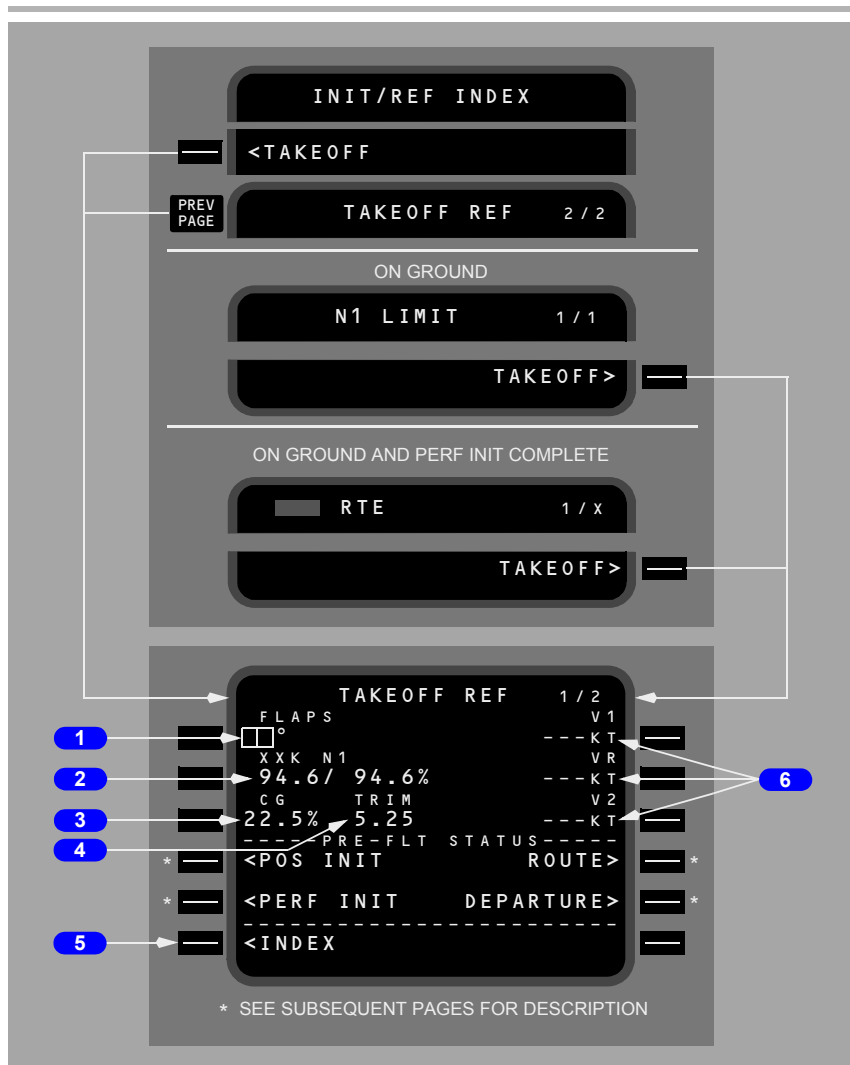 INIT/REF INDEX
<TAKEOFF
PREV
PAGE
TAKEOFF REF 2/2
ON GROUND
N1 LIMIT 1/1
TAKEOFF>
ON GROUND AND PERF INIT COMPLETE
RTE 1/X
TAKEOFF>
TAKEOFF REF 1/2
FLAPS V1
1 ° ---KT
XXK N1 VR
2 94.6/ 94.6% ---KT 6
CG TRIM V2
3 22.5% 5.25 ---KT
4 -----PRE-FLT STATUS-----
* <POS INIT ROUTE> *
* <PERF INIT DEPARTURE> *
------------------------
5 <INDEX
* SEE SUBSEQUENT PAGES FOR DESCRIPTION